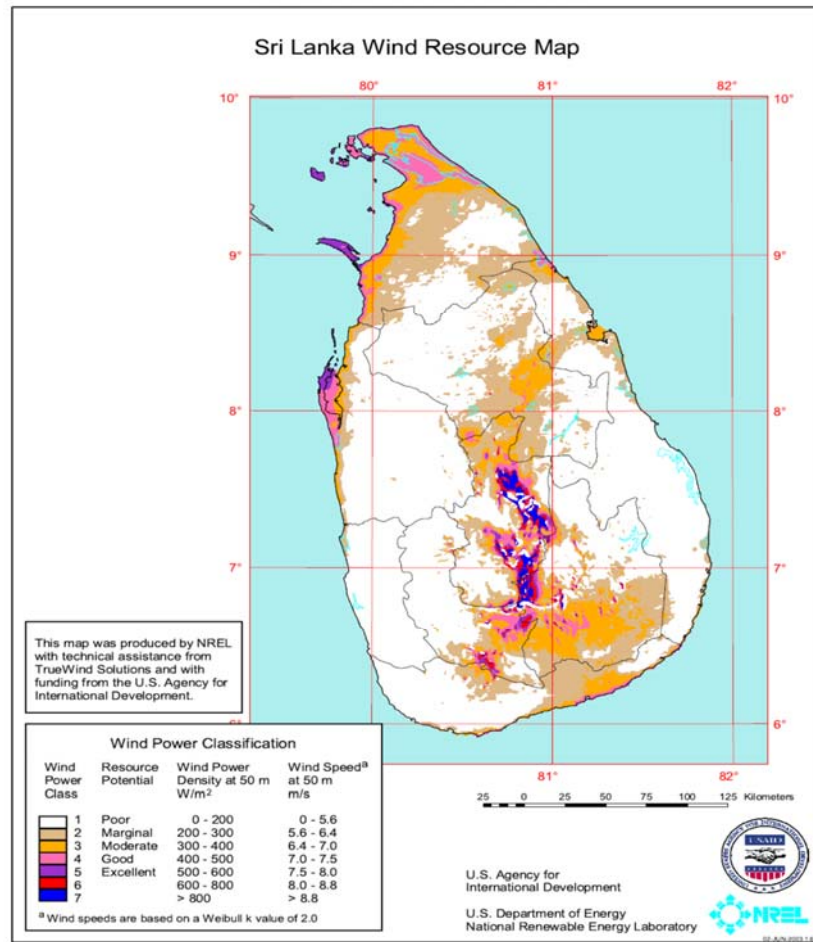 Sri Lanka Wind Resource Map
80° 81° 82°
10° 10°
9° 9°
8° 8°
7° 7°
6° 6°
80° 81° 82°
This map was produced by NREL
with technical assistance from
TrueWind Solutions and with
funding from the U.S. Agency for
International Development.
Wind Power Classification
Wind Resource Wind Power Wind Speed a
Power Potential Density at 50 m at 50 m
Class W/m2 m/s
1 Poor 0 - 200 0 - 5.6
2 Marginal 200 - 300 5.6 - 6.4
3 Moderate 300 - 400 6.4 - 7.0
4 Good 400 - 500 7.0 - 7.5
5 Excellent 500 - 600 7.5 - 8.0
6 600 - 800 8.0 - 8.8
7 > 800 > 8.8
a Wind speeds are based on a Weibull k value of 2.0
25 0 25 50 75 100 125 Kilometers
USAID
U.S. Agency for
International Development
U.S. Department of Energy
National Renewable Energy Laboratory
NREL